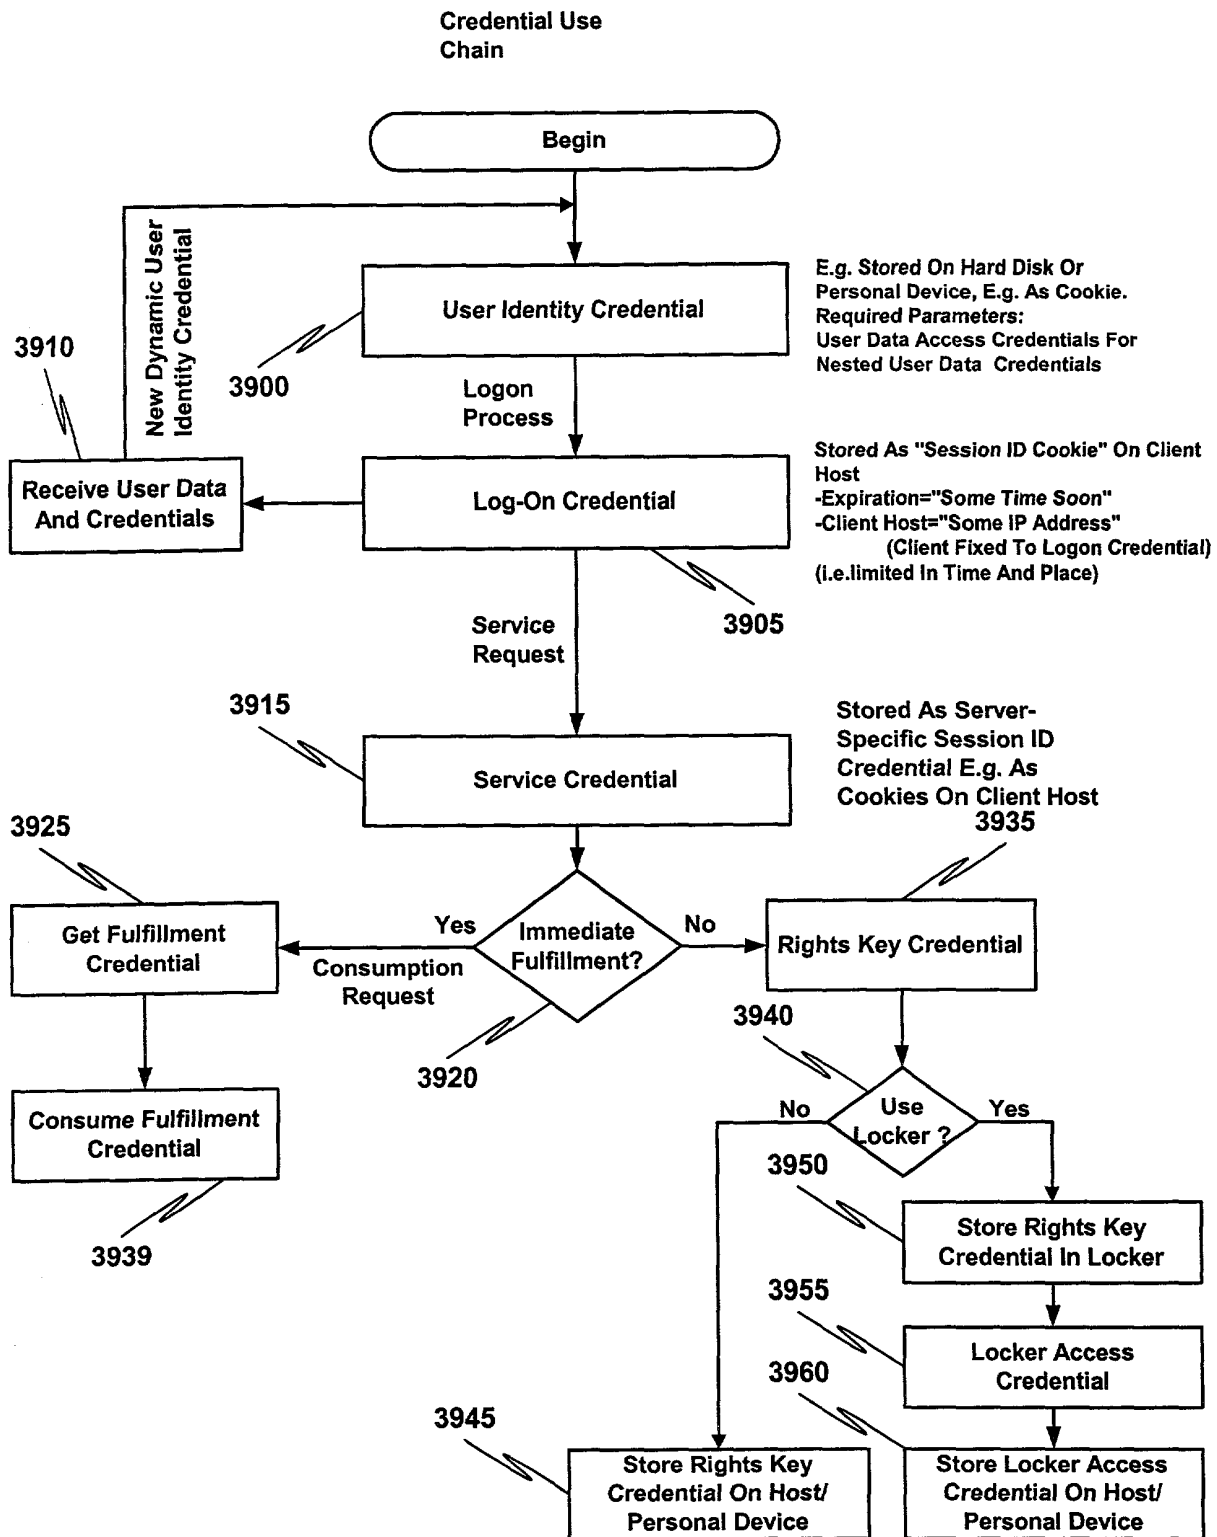 Credential Use
Chain
Begin
New Dynamic User
Identity Credential
User Identity Credential
E.g. Stored On Hard Disk Or
Personal Device, E.g. As Cookie.
Required Parameters:
User Data Access Credentials For
Nested User Data Credentials
3910
3900
Logon
Process
Receive User Data
And Credentials
Log-On Credential
Stored As "Session ID Cookie" On Client
Host
-Expiration="Some Time Soon"
-Client Host="Some IP Address"
(Client Fixed To Logon Credential)
(i.e.limited In Time And Place)
3905
Service
Request
3915
Service Credential
Stored As Server-
Specific Session ID
Credential E.g. As
Cookies On Client Host
3925
3935
Get Fulfillment
Credential
Yes
Consumption
Request
Immediate
Fulfillment?
No
Rights Key Credential
3920
3940
Consume Fulfillment
Credential
No
Use
Locker ?
Yes
3939
3950
Store Rights Key
Credential In Locker
3955
Locker Access
Credential
3960
3945
Store Rights Key
Credential On Host/
Personal Device
Store Locker Access
Credential On Host/
Personal Device